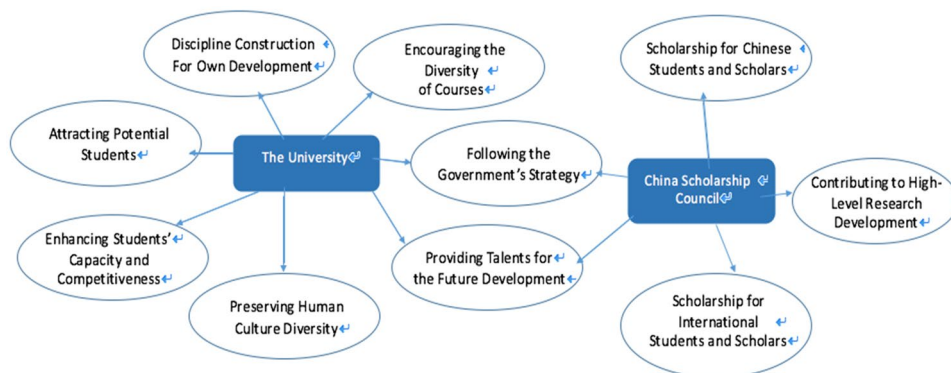 Discipline Construction
For Own Development
Encouraging the
Diversity
of Courses
Scholarship for Chinese
Students and Scholars
Attracting Potential
Students
The University
Following the
Government's Strategy
China Scholarship
Council
Contributing to High-
Level Research
Development
Enhancing Students'
Capacity and
Competitiveness
Preserving Human
Culture Diversity
Providing Talents for
the Future Development
Scholarship for
International
Students and Scholars